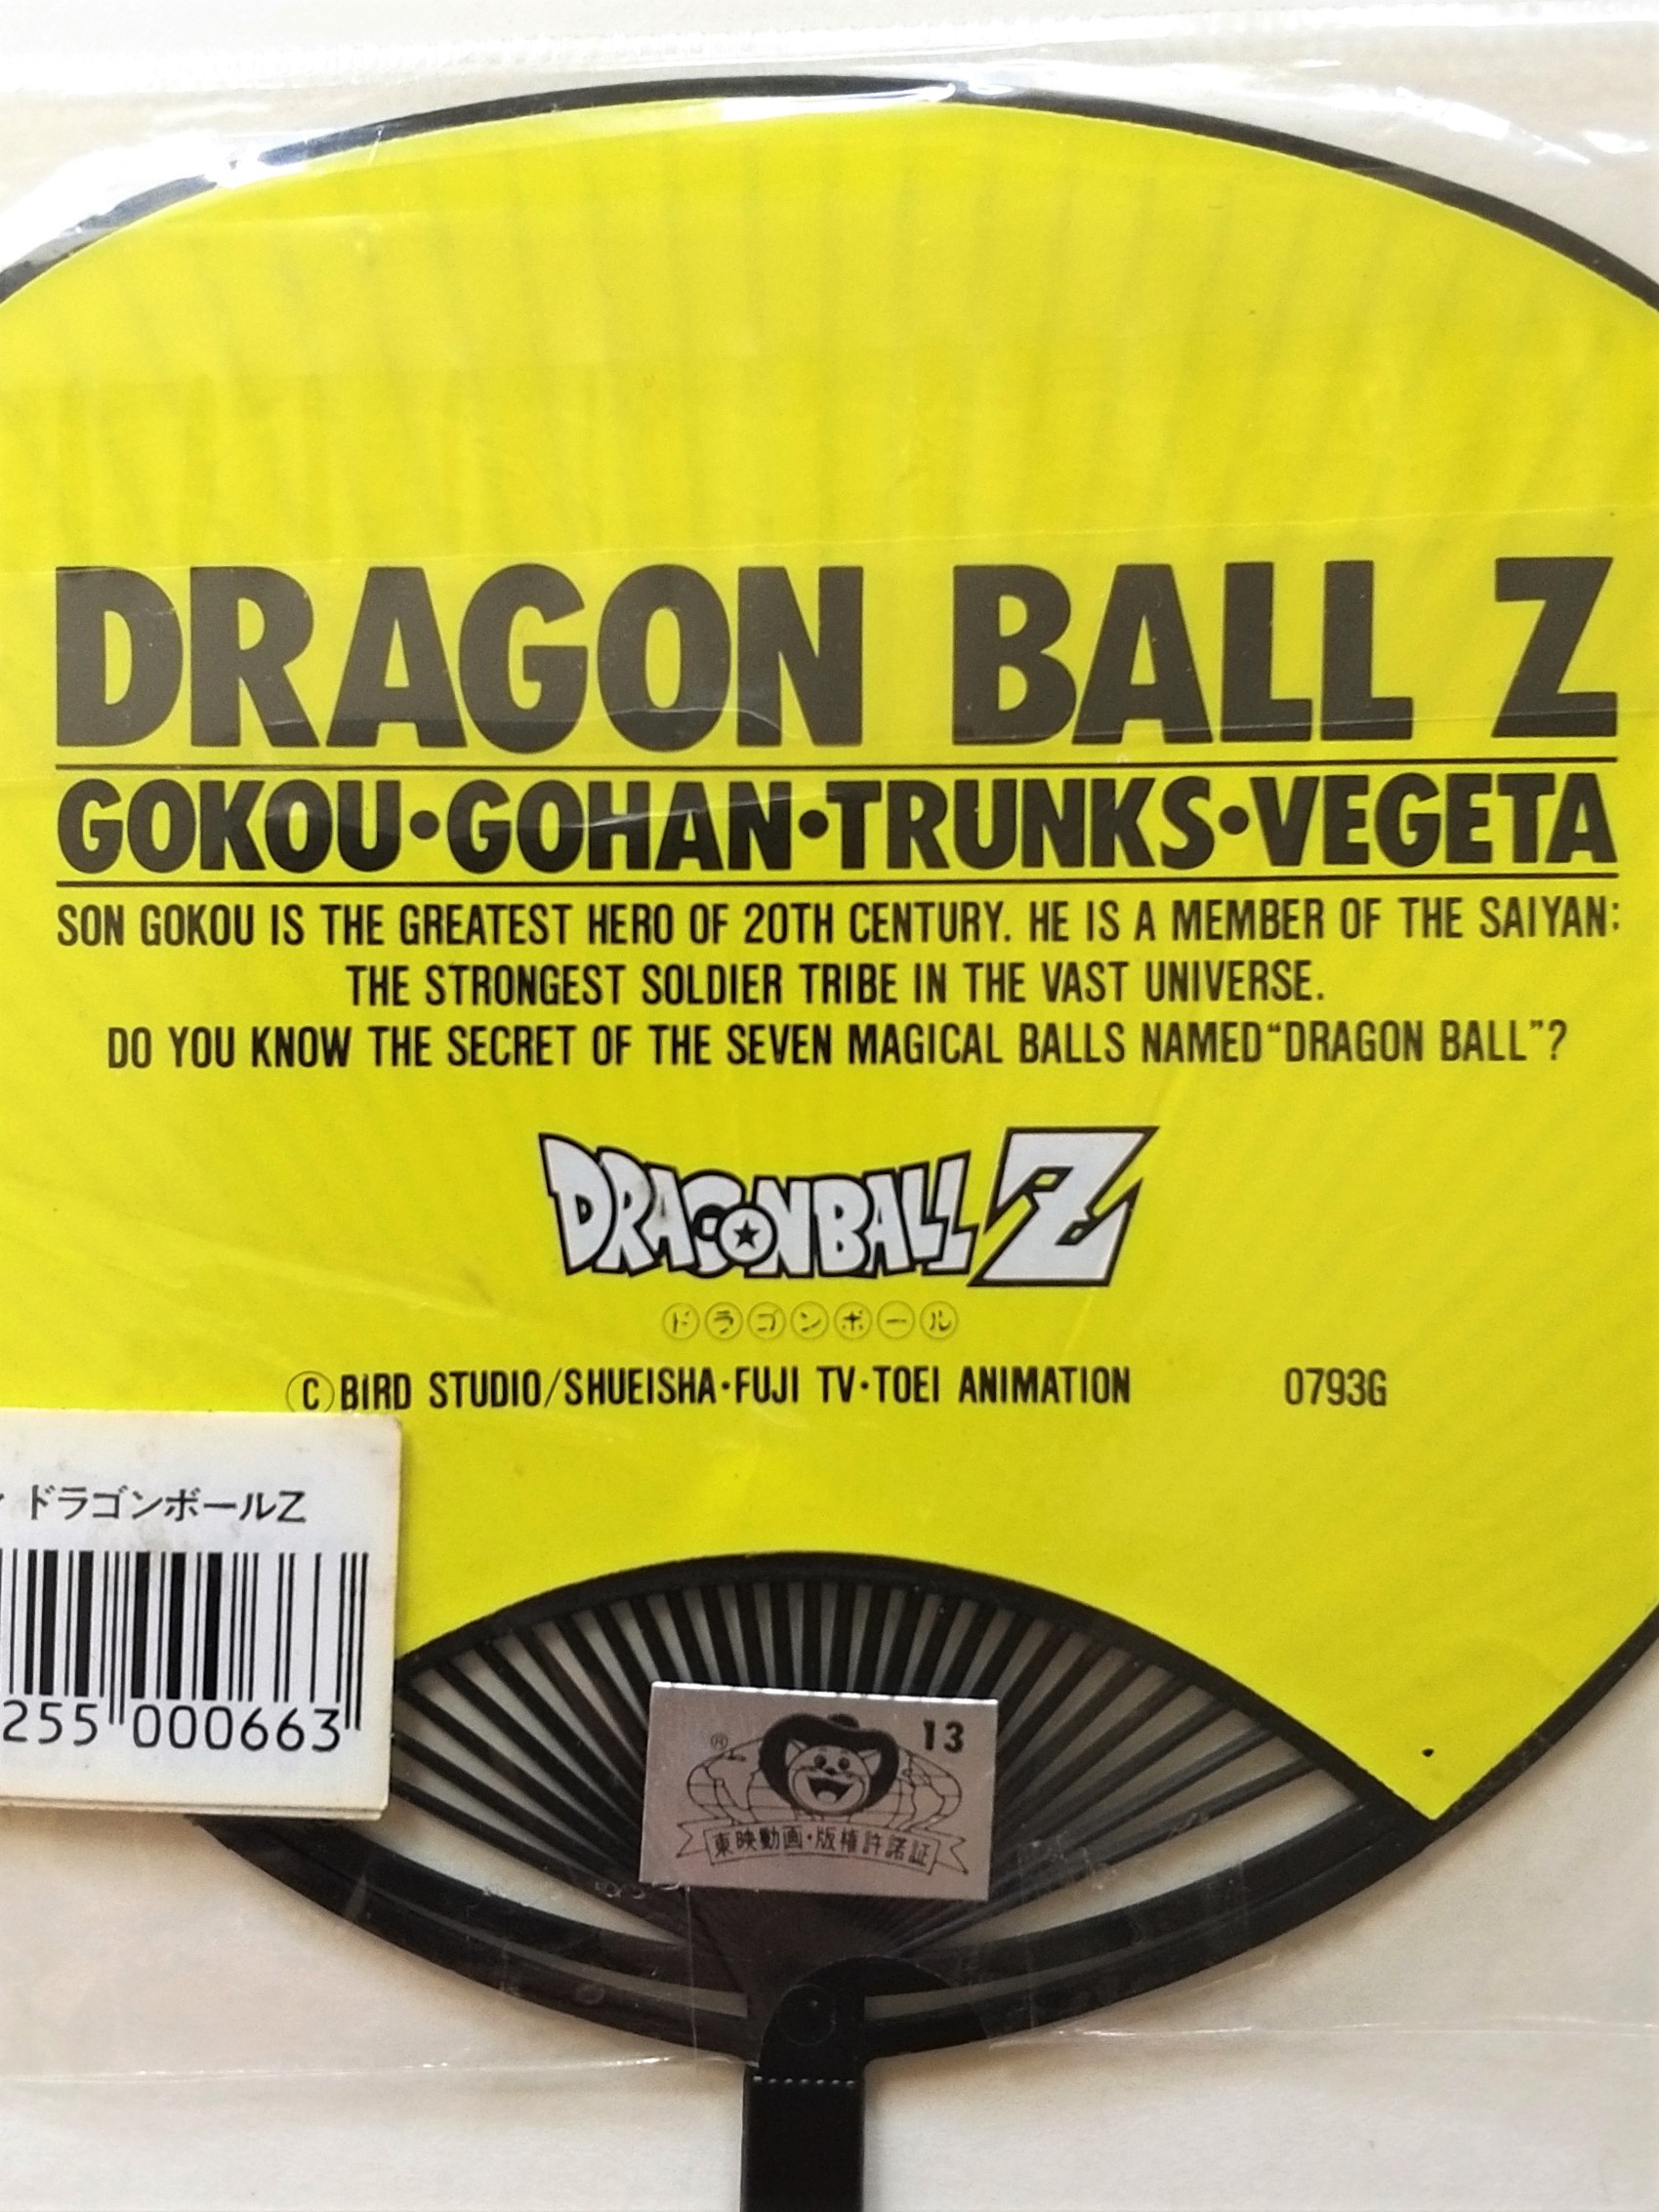 DRAGON BALL Z
GOKOU・GOHAN・TRUNKS・VEGETA
SON GOKOU IS THE GREATEST HERO OF 20TH CENTURY. HE IS A MEMBER OF THE SAIYAN:
THE STRONGEST SOLDIER TRIBE IN THE VAST UNIVERSE.
DO YOU KNOW THE SECRET OF THE SEVEN MAGICAL BALLS NAMED“DRAGON BALL”?
DRAGONBALL Z
ドラゴンボール
©BIRD STUDIO/SHUEISHA・FUJI TV・TOEI ANIMATION 0793G
ドラゴンボールZ
255 000663
® 13
東映動画・版権許諾証